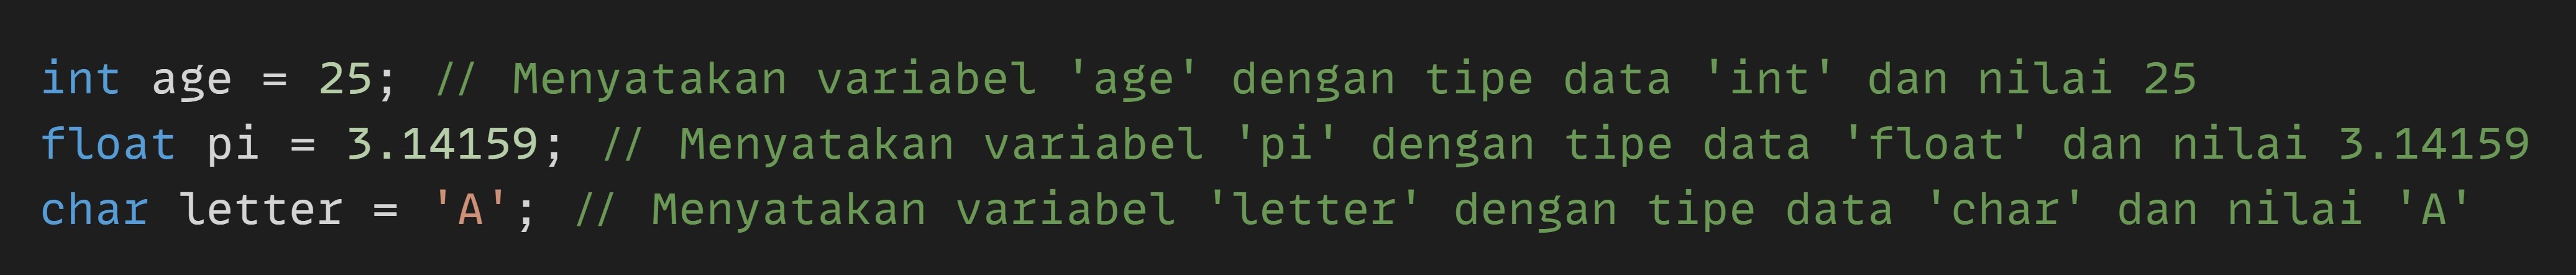 int age = 25; // Menyatakan variabel 'age' dengan tipe data 'int' dan nilai 25
float pi = 3.14159; // Menyatakan variabel 'pi' dengan tipe data 'float' dan nilai 3.14159
char letter = 'A'; // Menyatakan variabel 'letter' dengan tipe data 'char' dan nilai 'A'